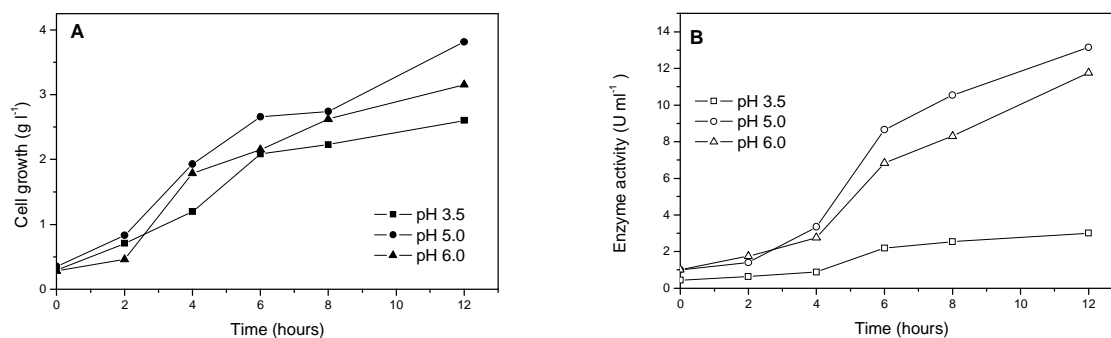 A
4
3
2
1
0
Cell growth (g l⁻¹)
pH 3.5
pH 5.0
pH 6.0
0 2 4 6 8 10 12
Time (hours)
B
15
14
12
10
8
6
4
2
0
Enzyme activity (U ml⁻¹)
pH 3.5
pH 5.0
pH 6.0
0 2 4 6 8 10 12
Time (hours)